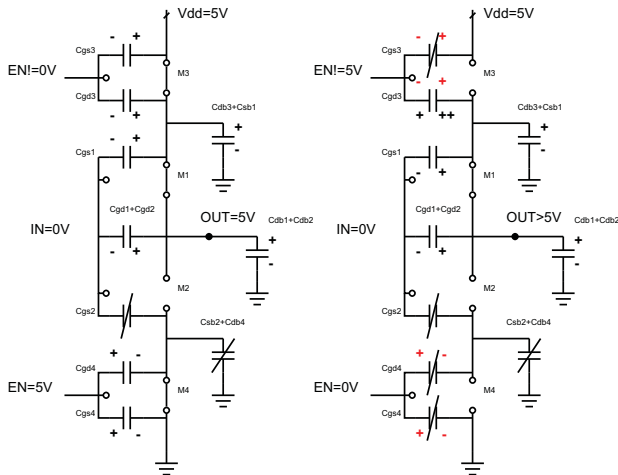 Vdd=5V
Cgs3
- +
EN!=0V
M3
Cgd3
- +
Cdb3+Csb1
+
-
- +
Cgs1
M1
Cgd1+Cgd2
OUT=5V
Cdb1+Cdb2
IN=0V
- +
+
-
M2
Cgs2
Csb2+Cdb4
+ -
Cgd4
EN=5V
M4
Cgs4
+ -
Vdd=5V
Cgs3
- +
EN!=5V
- +
M3
Cgd3
+ ++
Cdb3+Csb1
+
-
Cgs1
- +
M1
Cgd1+Cgd2
OUT>5V
Cdb1+Cdb2
IN=0V
- +
+
-
M2
Cgs2
Csb2+Cdb4
+ -
Cgd4
EN=0V
M4
Cgs4
+ -